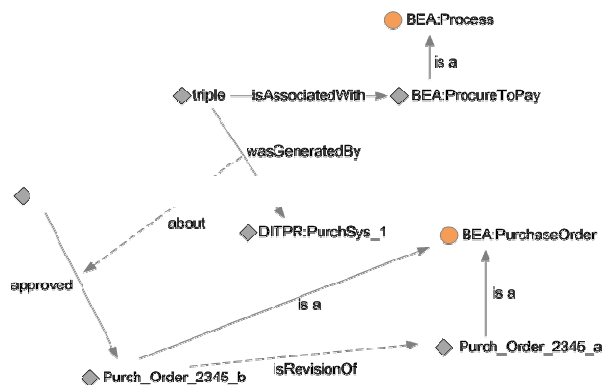 BEA:Process
is a
triple
isAssociatedWith
BEA:ProcureToPay
wasGeneratedBy
about
DITPR:PurchSys_1
BEA:PurchaseOrder
approved
is a
is a
isRevisionOf
Purch_Order_2345_a
Purch_Order_2345_b